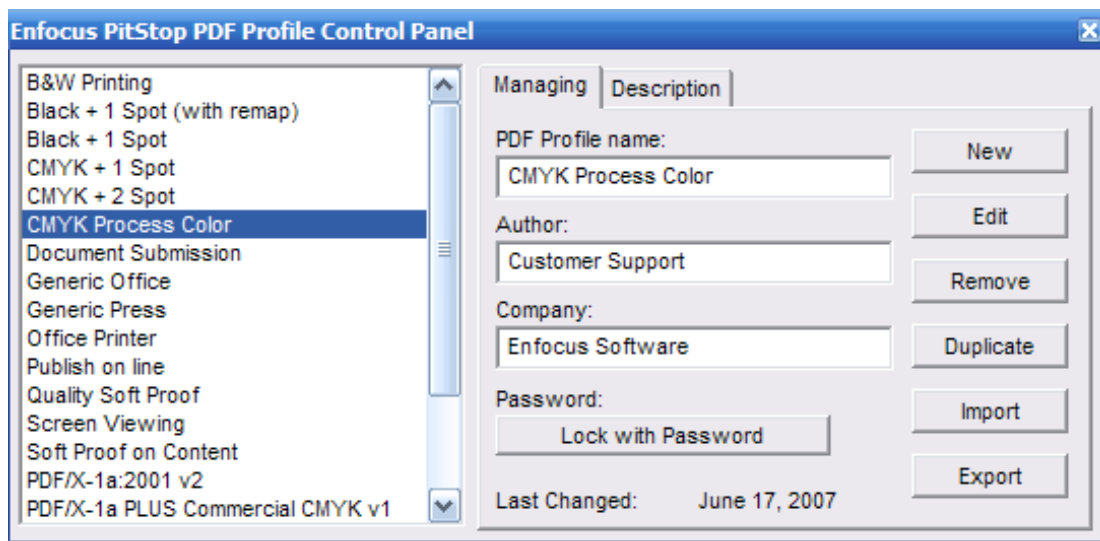 Enfocus PitStop PDF Profile Control Panel
B&W Printing
Black + 1 Spot (with remap)
Black + 1 Spot
CMYK + 1 Spot
CMYK + 2 Spot
CMYK Process Color
Document Submission
Generic Office
Generic Press
Office Printer
Publish on line
Quality Soft Proof
Screen Viewing
Soft Proof on Content
PDF/X-1a:2001 v2
PDF/X-1a PLUS Commercial CMYK v1
Managing
Description
PDF Profile name:
CMYK Process Color
Author:
Customer Support
Company:
Enfocus Software
Password:
Lock with Password
Last Changed: June 17, 2007
New
Edit
Remove
Duplicate
Import
Export